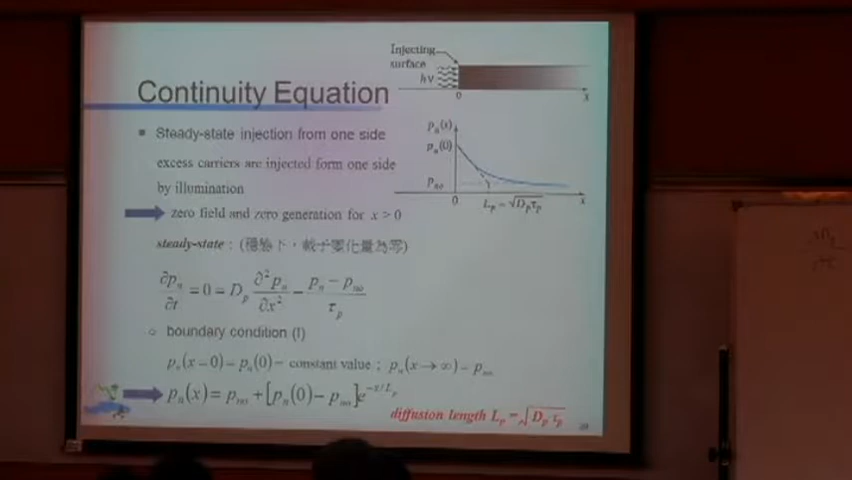 Injecting
surface
hν
0
x
Continuity Equation
pn(x)
pn(0)
pno
0
Lp = √Dpτp
x
▪ Steady-state injection from one side
excess carriers are injected form one side
by illumination
zero field and zero generation for x > 0
steady-state：(穩態下，載子變化量為零)
∂pn/∂t = 0 = Dp ∂²pn/∂x² − (pn − pno)/τp
○ boundary condition (I)
pn(x=0) = pn(0) = constant value ; pn(x→∞) = pno
pn(x) = pno + [pn(0) − pno]e^−x/Lp
diffusion length Lp = √Dp τp